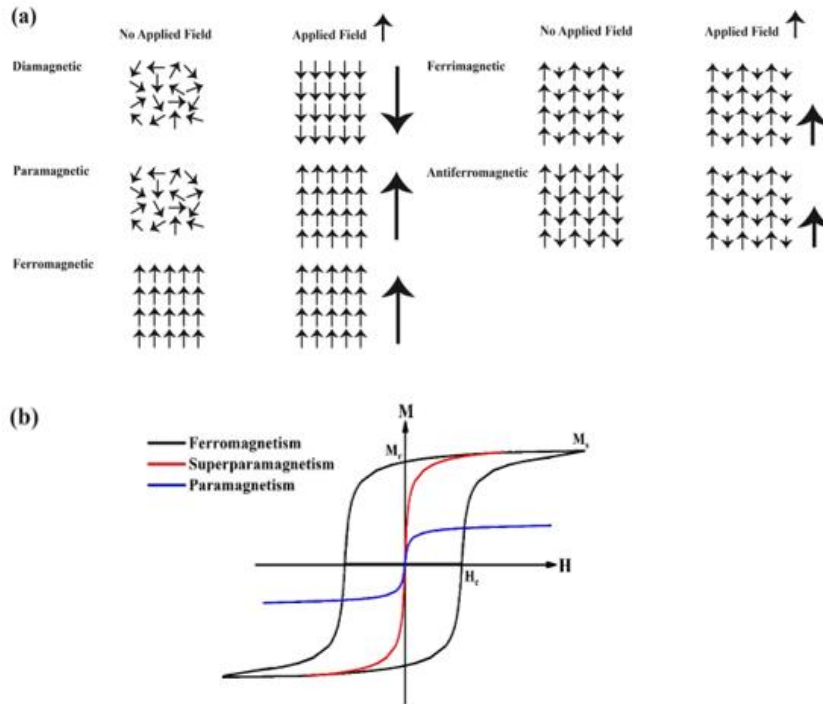 (a)
No Applied Field
Applied Field
No Applied Field
Applied Field
Diamagnetic
Ferrimagnetic
Paramagnetic
Antiferromagnetic
Ferromagnetic
(b)
M
Ferromagnetism
Superparamagnetism
Paramagnetism
Mr
Ms
Hc
H